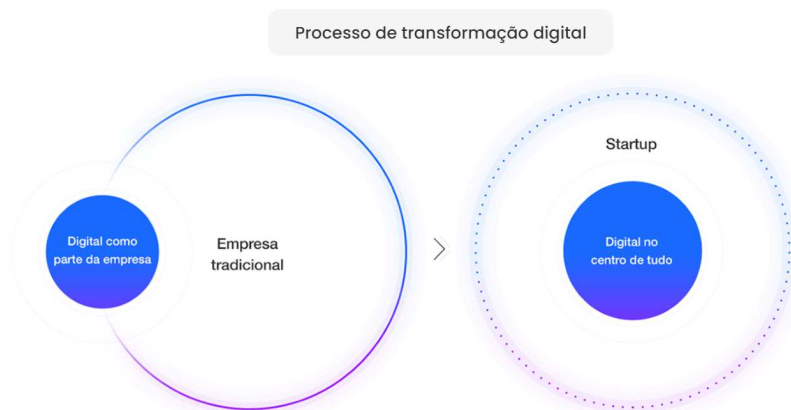 Processo de transformação digital
Digital como
parte da empresa
Empresa
tradicional
Startup
Digital no
centro de tudo